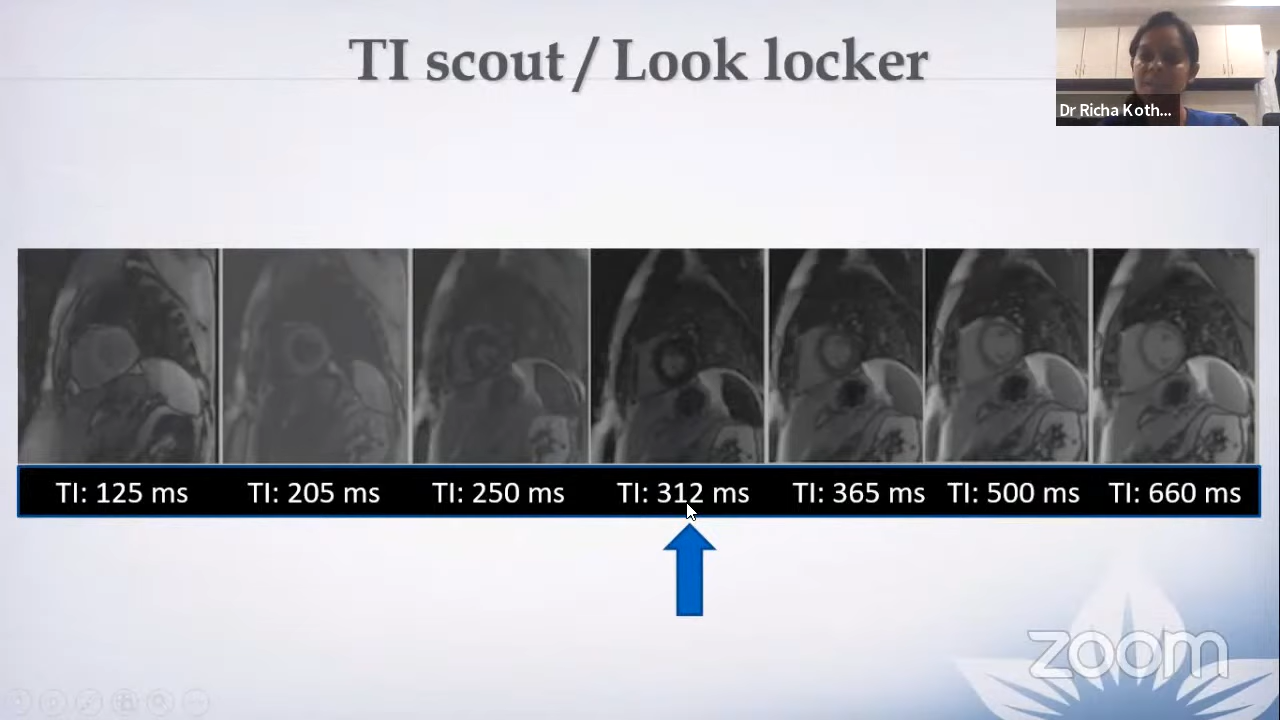 TI scout / Look locker
Dr Richa Koth...
TI: 125 ms TI: 205 ms TI: 250 ms TI: 312 ms TI: 365 ms TI: 500 ms TI: 660 ms
zoom